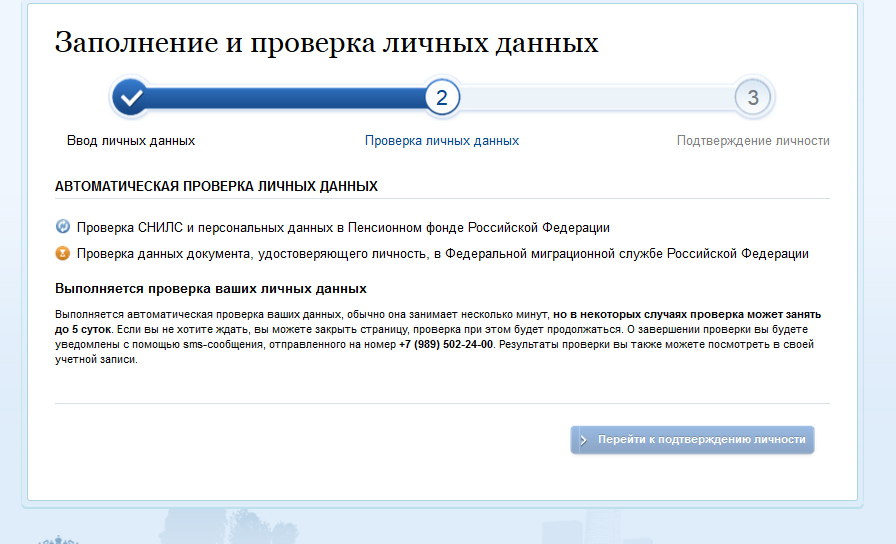 Заполнение и проверка личных данных
2
3
Ввод личных данных
Проверка личных данных
Подтверждение личности
АВТОМАТИЧЕСКАЯ ПРОВЕРКА ЛИЧНЫХ ДАННЫХ
Проверка СНИЛС и персональных данных в Пенсионном фонде Российской Федерации
Проверка данных документа, удостоверяющего личность, в Федеральной миграционной службе Российской Федерации
Выполняется проверка ваших личных данных
Выполняется автоматическая проверка ваших данных, обычно она занимает несколько минут, но в некоторых случаях проверка может занять
до 5 суток. Если вы не хотите ждать, вы можете закрыть страницу, проверка при этом будет продолжаться. О завершении проверки вы будете
уведомлены с помощью sms-сообщения, отправленного на номер +7 (989) 502-24-00. Результаты проверки вы также можете посмотреть в своей
учетной записи.
Перейти к подтверждению личности